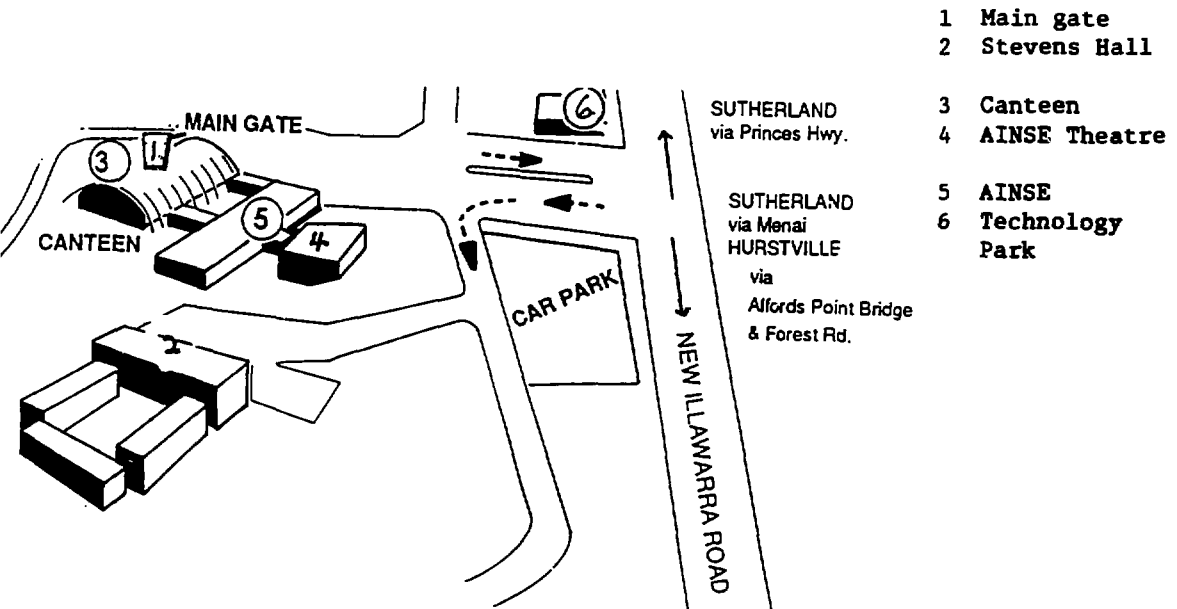 1 Main gate
2 Stevens Hall
3 Canteen
4 AINSE Theatre
5 AINSE
6 Technology
Park
6
SUTHERLAND
via Princes Hwy.
MAIN GATE
1
3
SUTHERLAND
via Menai
HURSTVILLE
via
Alfords Point Bridge
& Forest Rd.
5
4
CANTEEN
CAR PARK
2
NEW ILLAWARRA ROAD